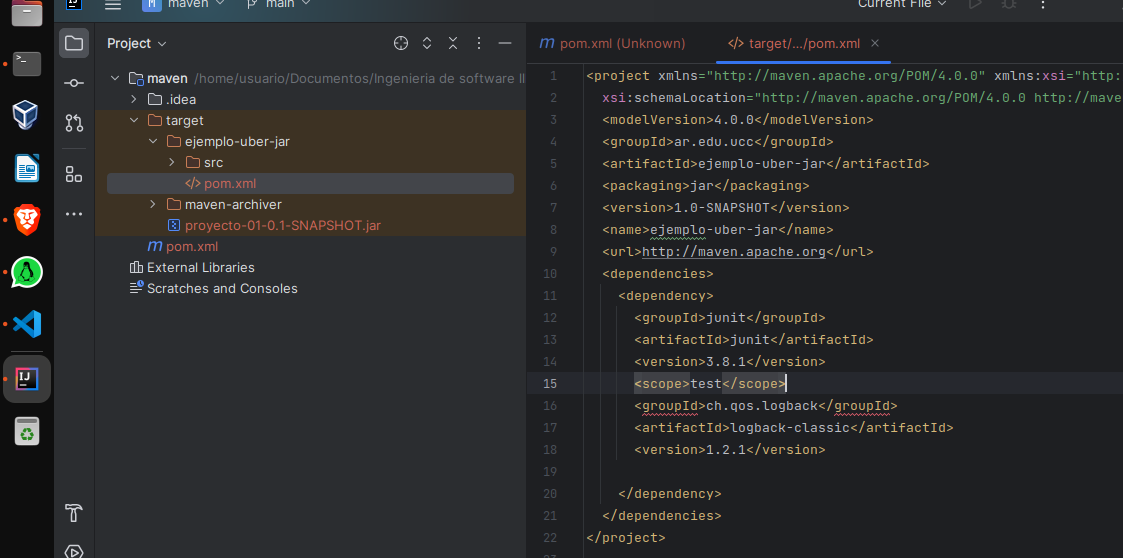 M maven
main
Current File
Project
maven /home/usuario/Documentos/Ingenieria de software II
.idea
target
ejemplo-uber-jar
src
</> pom.xml
maven-archiver
proyecto-01-0.1-SNAPSHOT.jar
m pom.xml
External Libraries
Scratches and Consoles
m pom.xml (Unknown)
</> target/.../pom.xml
1 <project xmlns="http://maven.apache.org/POM/4.0.0" xmlns:xsi="http:
2 xsi:schemaLocation="http://maven.apache.org/POM/4.0.0 http://mave
3 <modelVersion>4.0.0</modelVersion>
4 <groupId>ar.edu.ucc</groupId>
5 <artifactId>ejemplo-uber-jar</artifactId>
6 <packaging>jar</packaging>
7 <version>1.0-SNAPSHOT</version>
8 <name>ejemplo-uber-jar</name>
9 <url>http://maven.apache.org</url>
10 <dependencies>
11 <dependency>
12 <groupId>junit</groupId>
13 <artifactId>junit</artifactId>
14 <version>3.8.1</version>
15 <scope>test</scope>
16 <groupId>ch.qos.logback</groupId>
17 <artifactId>logback-classic</artifactId>
18 <version>1.2.1</version>
19
20 </dependency>
21 </dependencies>
22 </project>
IJ